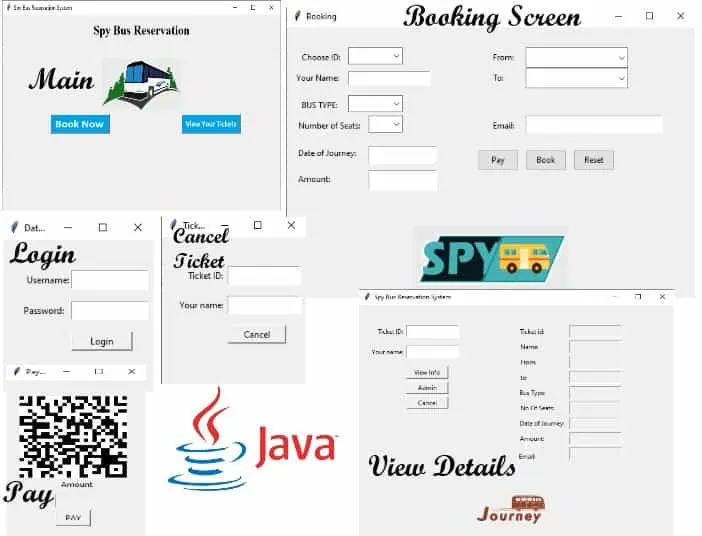 Spy Bus Reservation System
Spy Bus Reservation
Main
Book Now
View Your Tickets
Booking
Booking Screen
Choose ID:
From:
Your Name:
To:
BUS TYPE:
Number of Seats:
Email:
Date of Journey:
Pay
Book
Reset
Amount:
SPY
Dat...
Login
Username:
Password:
Login
Tick...
Cancel
Ticket
Ticket ID:
Your name:
Cancel
Pay...
Amount
Pay
PAY
Java
Spy Bus Reservation System
Ticket ID:
Your name:
View Info
Admin
Cancel
Ticket id:
Name
From
to
Bus Type:
No Of Seats:
Date of Journey:
Amount:
Email:
View Details
Journey